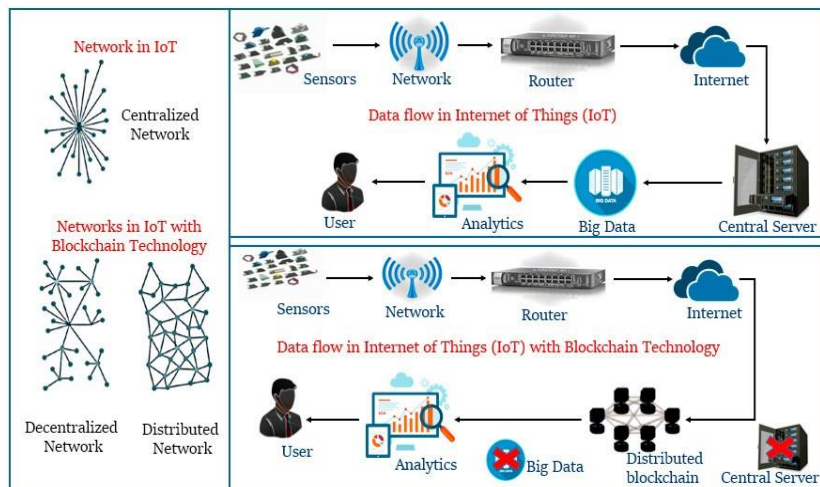 Network in IoT
Centralized
Network
Networks in IoT with
Blockchain Technology
Decentralized
Network
Distributed
Network
Sensors
Network
Router
Internet
Data flow in Internet of Things (IoT)
BIG DATA
User
Analytics
Big Data
Central Server
Sensors
Network
Router
Internet
Data flow in Internet of Things (IoT) with Blockchain Technology
User
Analytics
Big Data
Distributed
blockchain
Central Server